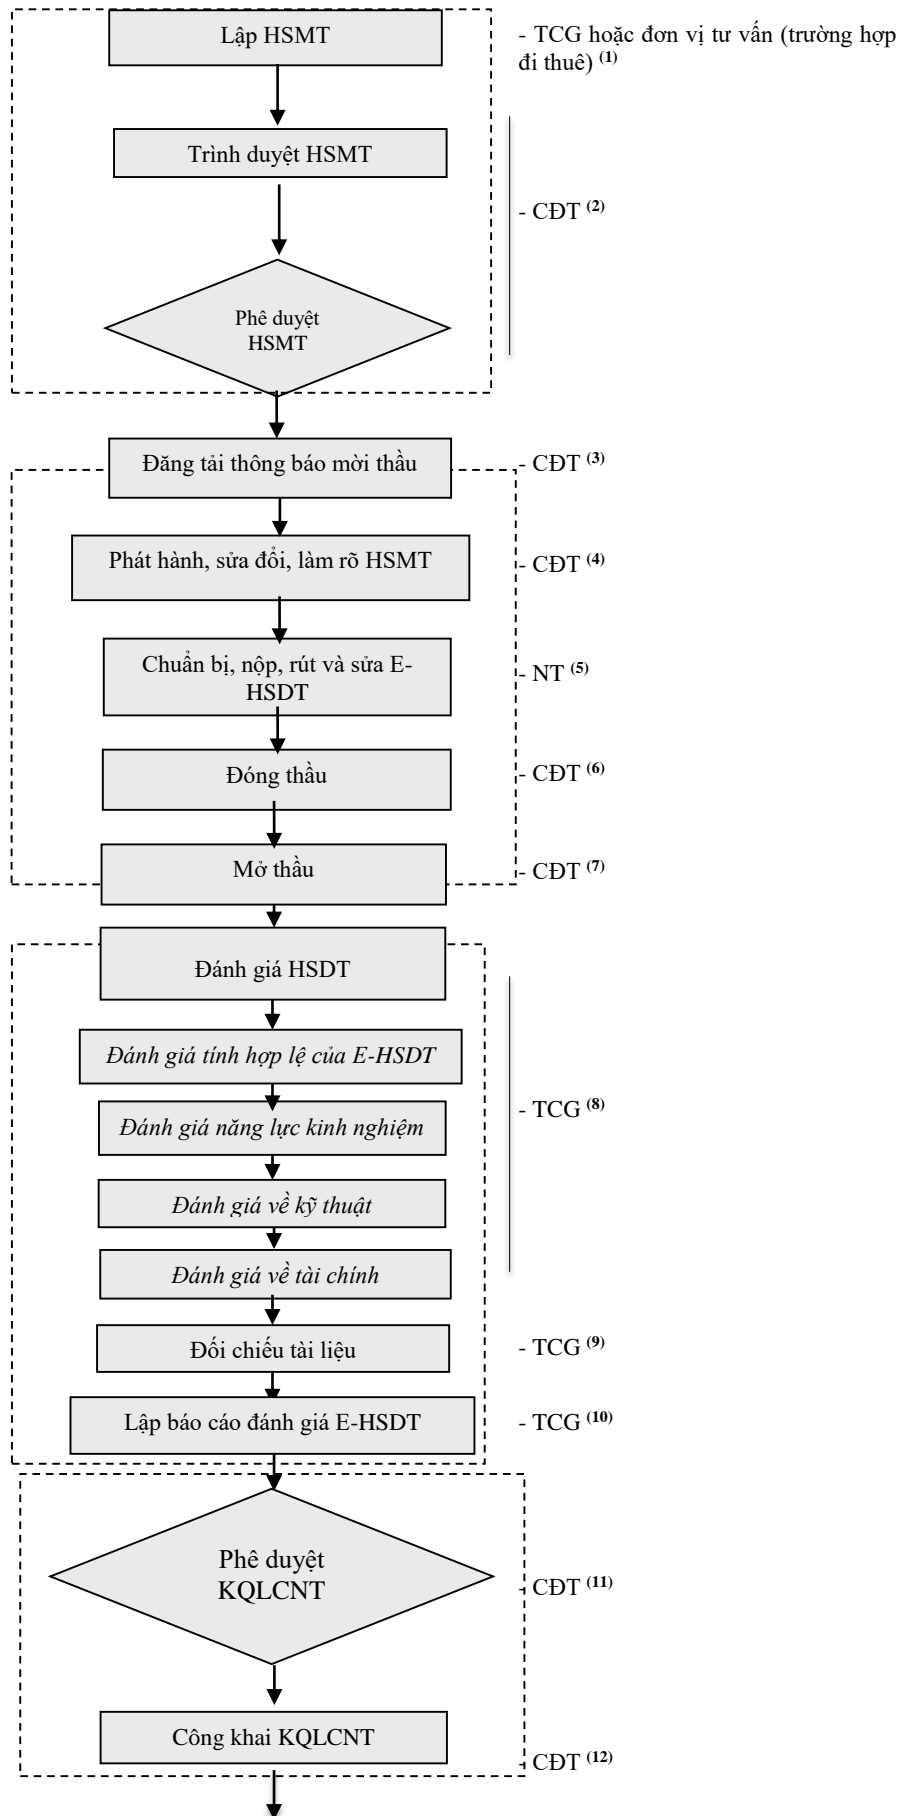 Lập HSMT
- TCG hoặc đơn vị tư vấn (trường hợp
đi thuê) (1)
Trình duyệt HSMT
- CĐT (2)
Phê duyệt
HSMT
Đăng tải thông báo mời thầu
- CĐT (3)
Phát hành, sửa đổi, làm rõ HSMT
- CĐT (4)
Chuẩn bị, nộp, rút và sửa E-
HSDT
- NT (5)
Đóng thầu
- CĐT (6)
Mở thầu
- CĐT (7)
Đánh giá HSDT
Đánh giá tính hợp lệ của E-HSDT
- TCG (8)
Đánh giá năng lực kinh nghiệm
Đánh giá về kỹ thuật
Đánh giá về tài chính
Đối chiếu tài liệu
- TCG (9)
Lập báo cáo đánh giá E-HSDT
- TCG (10)
Phê duyệt
KQLCNT
- CĐT (11)
Công khai KQLCNT
- CĐT (12)